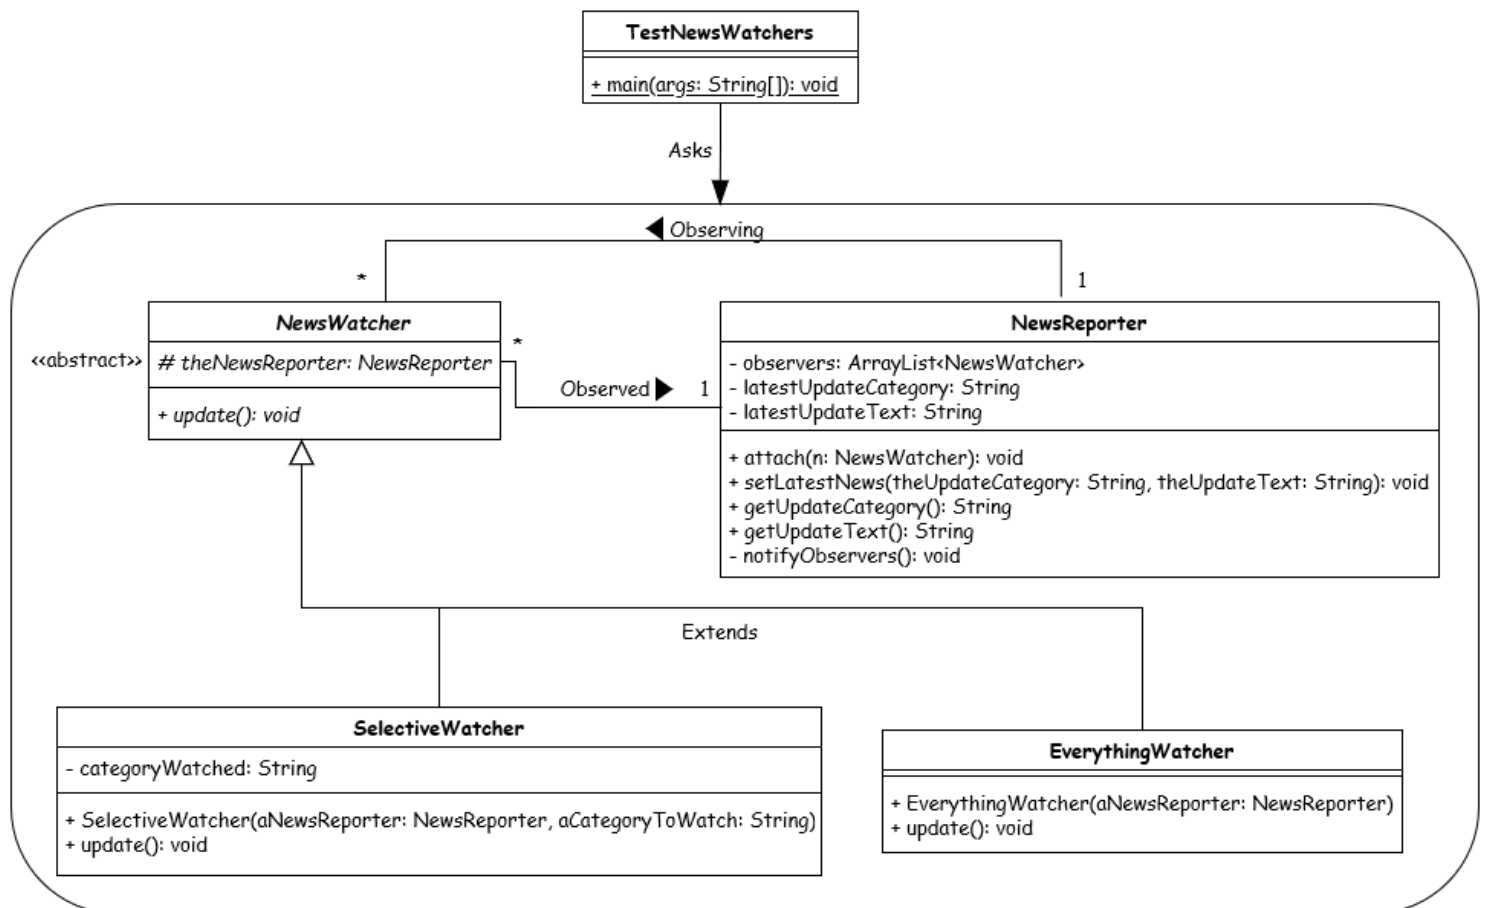 TestNewsWatchers
+ main(args: String[]): void
Asks
Observing
*
1
NewsWatcher
<<abstract>>
# theNewsReporter: NewsReporter
+ update(): void
*
Observed
1
NewsReporter
- observers: ArrayList<NewsWatcher>
- latestUpdateCategory: String
- latestUpdateText: String
+ attach(n: NewsWatcher): void
+ setLatestNews(theUpdateCategory: String, theUpdateText: String): void
+ getUpdateCategory(): String
+ getUpdateText(): String
- notifyObservers(): void
Extends
SelectiveWatcher
- categoryWatched: String
+ SelectiveWatcher(aNewsReporter: NewsReporter, aCategoryToWatch: String)
+ update(): void
EverythingWatcher
+ EverythingWatcher(aNewsReporter: NewsReporter)
+ update(): void